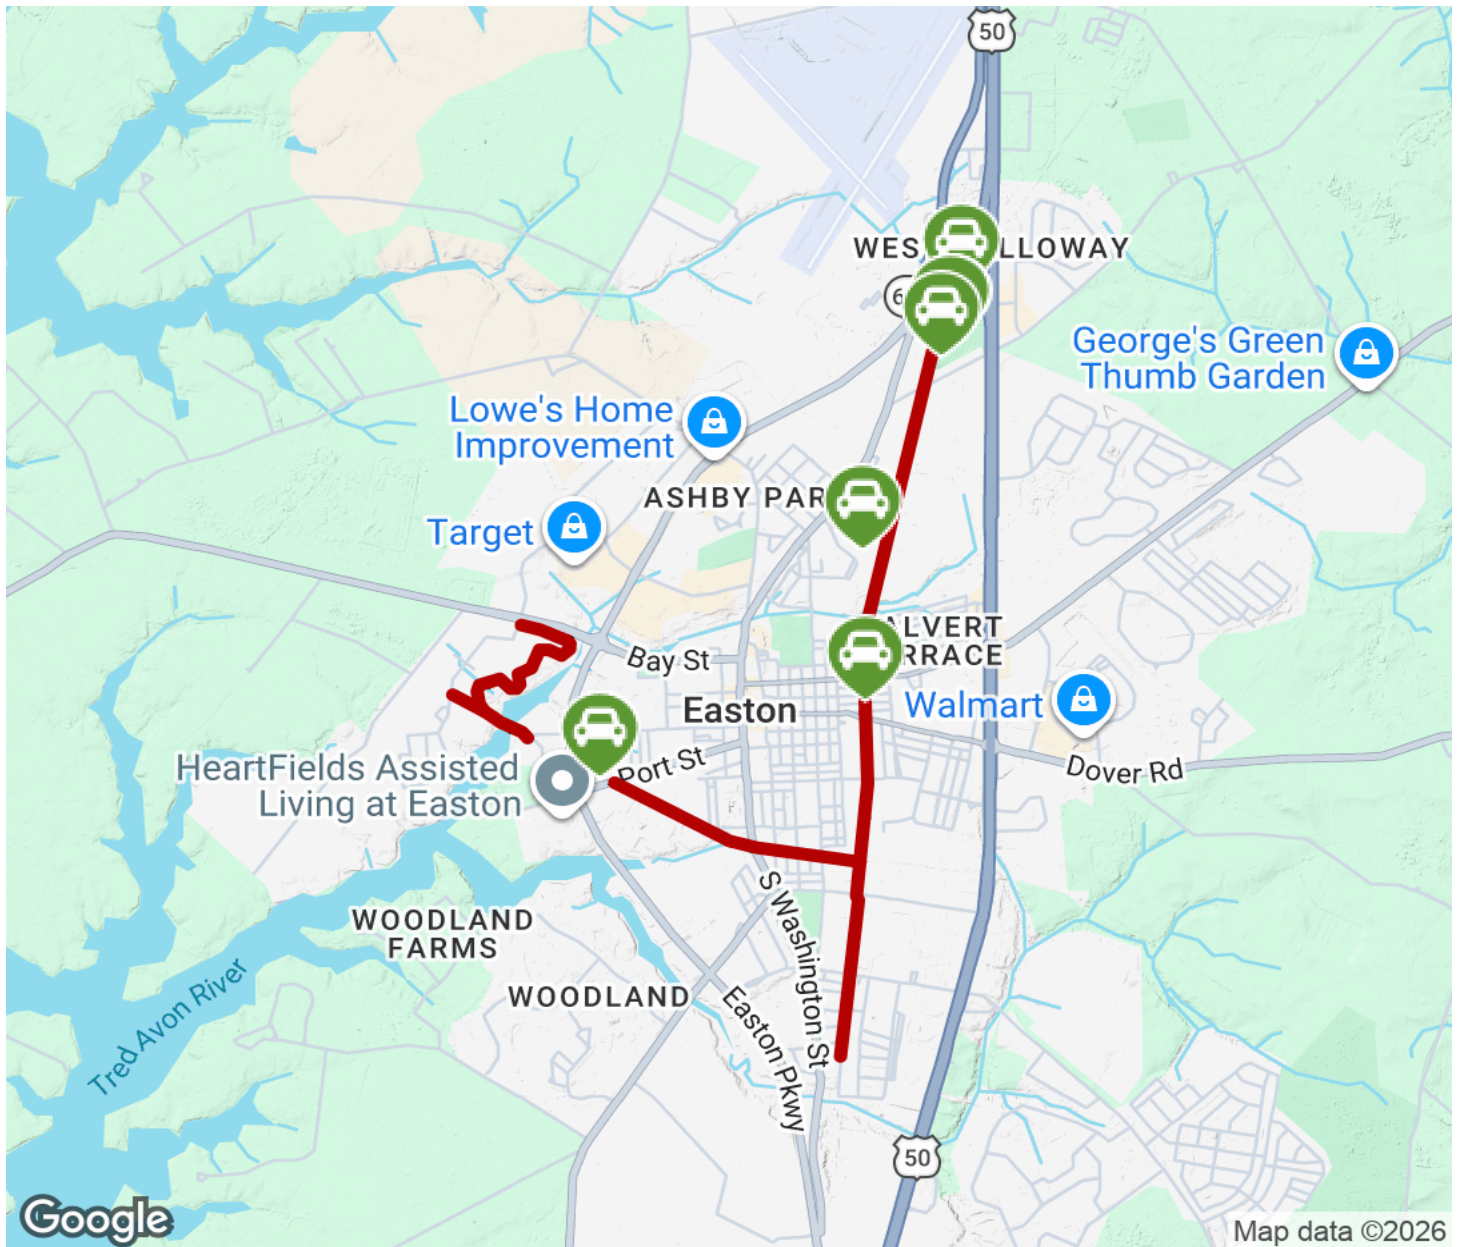 50
WES
LLOWAY
6
George's Green
Thumb Garden
Lowe's Home
Improvement
ASHBY PAR
Target
ALVERT
RRACE
Bay St
Walmart
Easton
Port St
Dover Rd
HeartFields Assisted
Living at Easton
S Washington St
WOODLAND
FARMS
WOODLAND
Tred Avon River
Easton Pkwy
50
Google
Map data ©2026